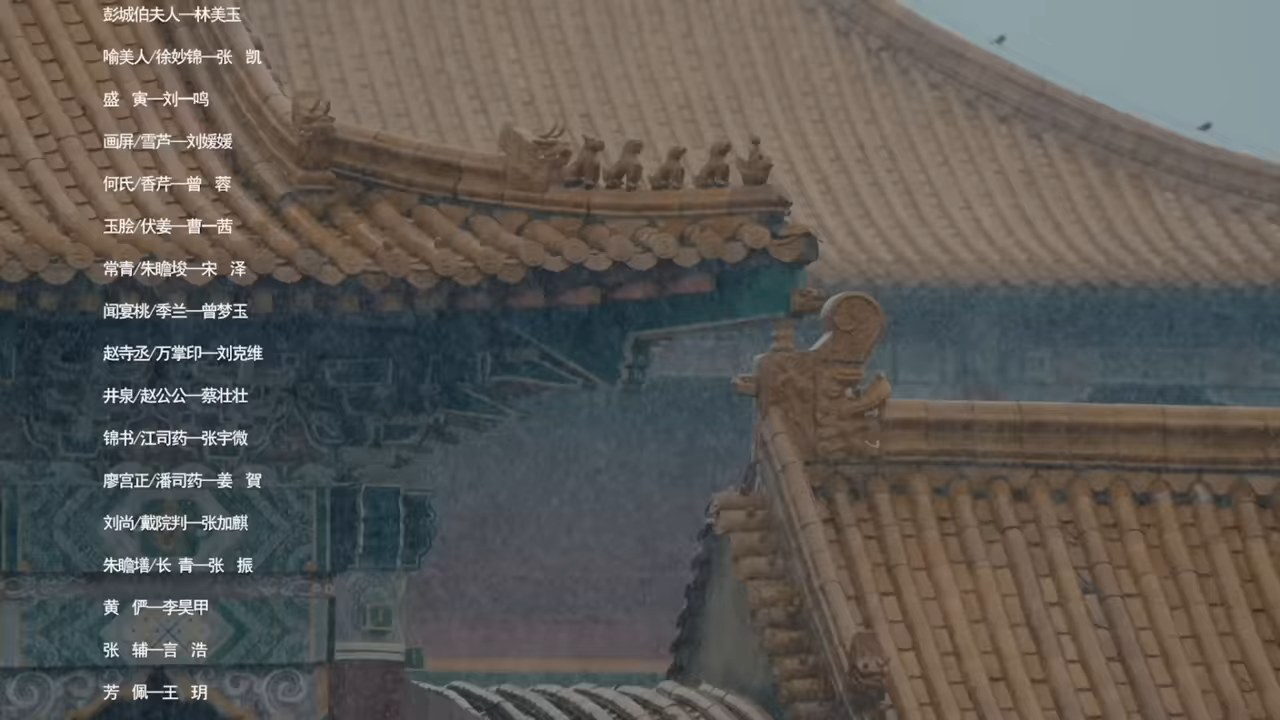 彭城伯夫人—林美玉
喻美人/徐妙锦—张 凯
盛 寅—刘一鸣
画屏/雪芦—刘媛媛
何氏/香芹—曾 蓉
玉脍/伏姜—曹一茜
常青/朱瞻埈—宋 泽
闻宴桃/季兰—曾梦玉
赵寺丞/万掌印—刘克维
井泉/赵公公—蔡壮壮
锦书/江司药—张宇微
廖宫正/潘司药—姜 賀
刘尚/戴院判—张加麒
朱瞻墡/长 青—张 振
黄 俨—李昊甲
张 辅—言 浩
芳 佩—王 玥